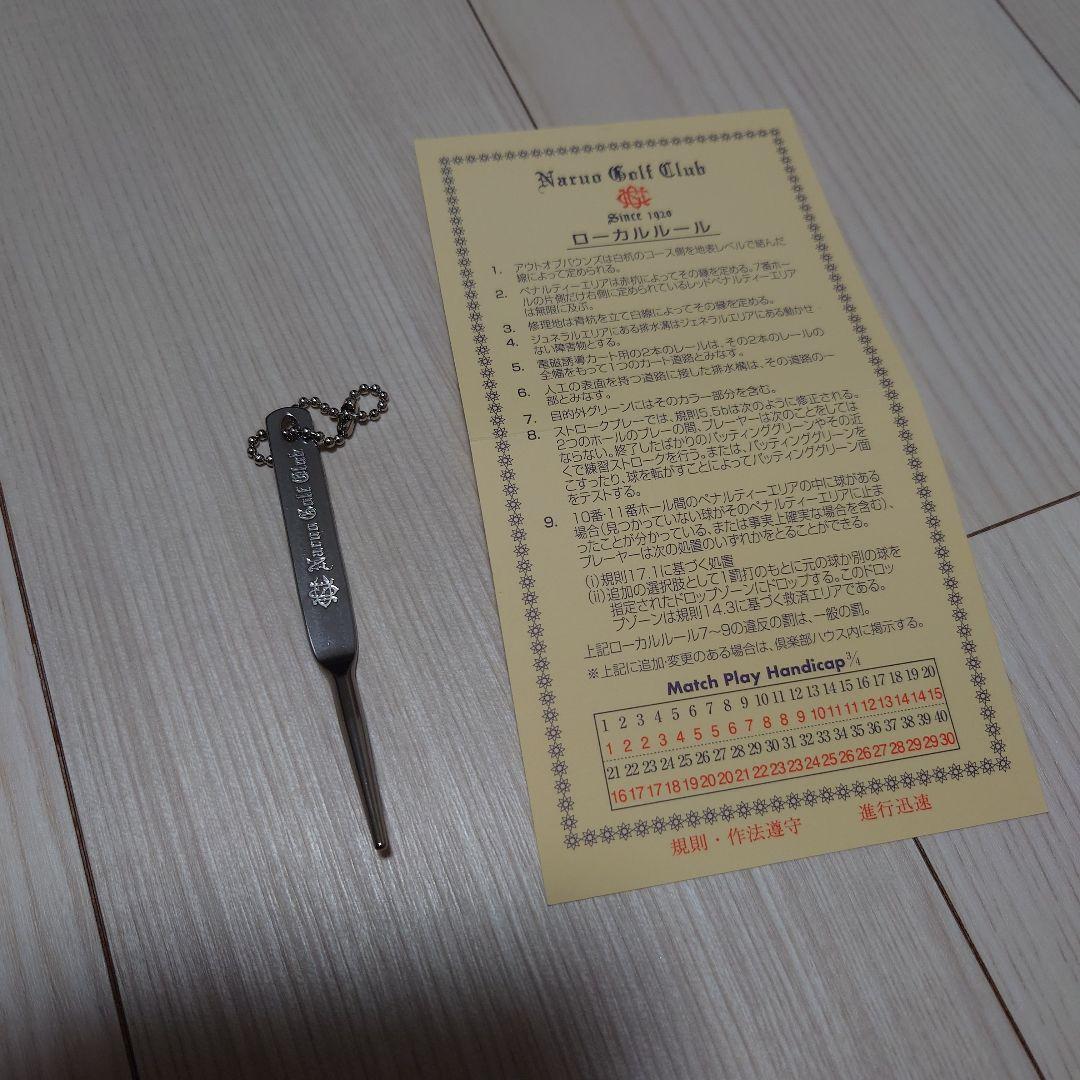 Naruo Golf Club
Naruo Golf Club
Since 1920
ローカルルール
1. アウトオブバウンズは白杭のコース側を地表レベルで結んだ
線によって定められる。
2. ペナルティーエリアは赤杭によってその縁を定める。7番ホー
ルの片側だけ右側に定められているレッドペナルティーエリア
は無限に及ぶ。
3. 修理地は青杭を立て白線によってその縁を定める。
4. ジェネラルエリアにある排水溝はジェネラルエリアにある動かせ
ない障害物とする。
5. 電磁誘導カート用の2本のレールは、その2本のレールの
全幅をもって1つのカート道路とみなす。
6. 人工の表面を持つ道路に接した排水溝は、その道路の一
部とみなす。
7. 目的外グリーンにはそのカラー部分を含む。
8. ストロークプレーでは、規則5.5bは次のように修正される。
2つのホールのプレーの間、プレーヤーは次のことをしては
ならない。終了したばかりのパッティンググリーンやその近
くで練習ストロークを行う。または、パッティンググリーンを
こすったり、球を転がすことによってパッティンググリーン面
をテストする。
9. 10番・11番ホール間のペナルティーエリアの中に球がある
場合（見つかっていない球がそのペナルティーエリアに止ま
ったことが分かっている、または事実上確実な場合を含む）、
プレーヤーは次の処置のいずれかをとることができる。
(i) 規則17.1に基づく処置
(ii) 追加の選択肢として1罰打のもとに元の球か別の球を
指定されたドロップゾーンにドロップする。このドロッ
プゾーンは規則14.3に基づく救済エリアである。
上記ローカルルール7〜9の違反の罰は、一般の罰。
※上記に追加・変更のある場合は、倶楽部ハウス内に掲示する。
Match Play Handicap 3/4
1 2 3 4 5 6 7 8 9 10 11 12 13 14 15 16 17 18 19 20
1 2 2 3 4 5 5 6 7 8 8 9 10 11 11 12 13 14 14 15
21 22 23 24 25 26 27 28 29 30 31 32 33 34 35 36 37 38 39 40
16 17 17 18 19 20 20 21 22 23 23 24 25 26 26 27 28 29 29 30
規則・作法遵守 進行迅速